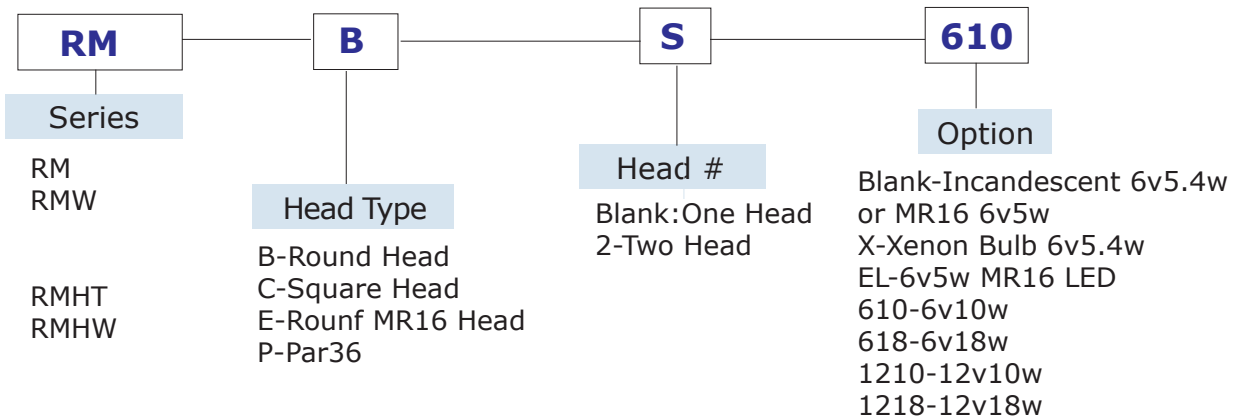 RM
B
S
610
Series
RM
RMW
RMHT
RMHW
Head Type
B-Round Head
C-Square Head
E-Rounf MR16 Head
P-Par36
Head #
Blank:One Head
2-Two Head
Option
Blank-Incandescent 6v5.4w
or MR16 6v5w
X-Xenon Bulb 6v5.4w
EL-6v5w MR16 LED
610-6v10w
618-6v18w
1210-12v10w
1218-12v18w